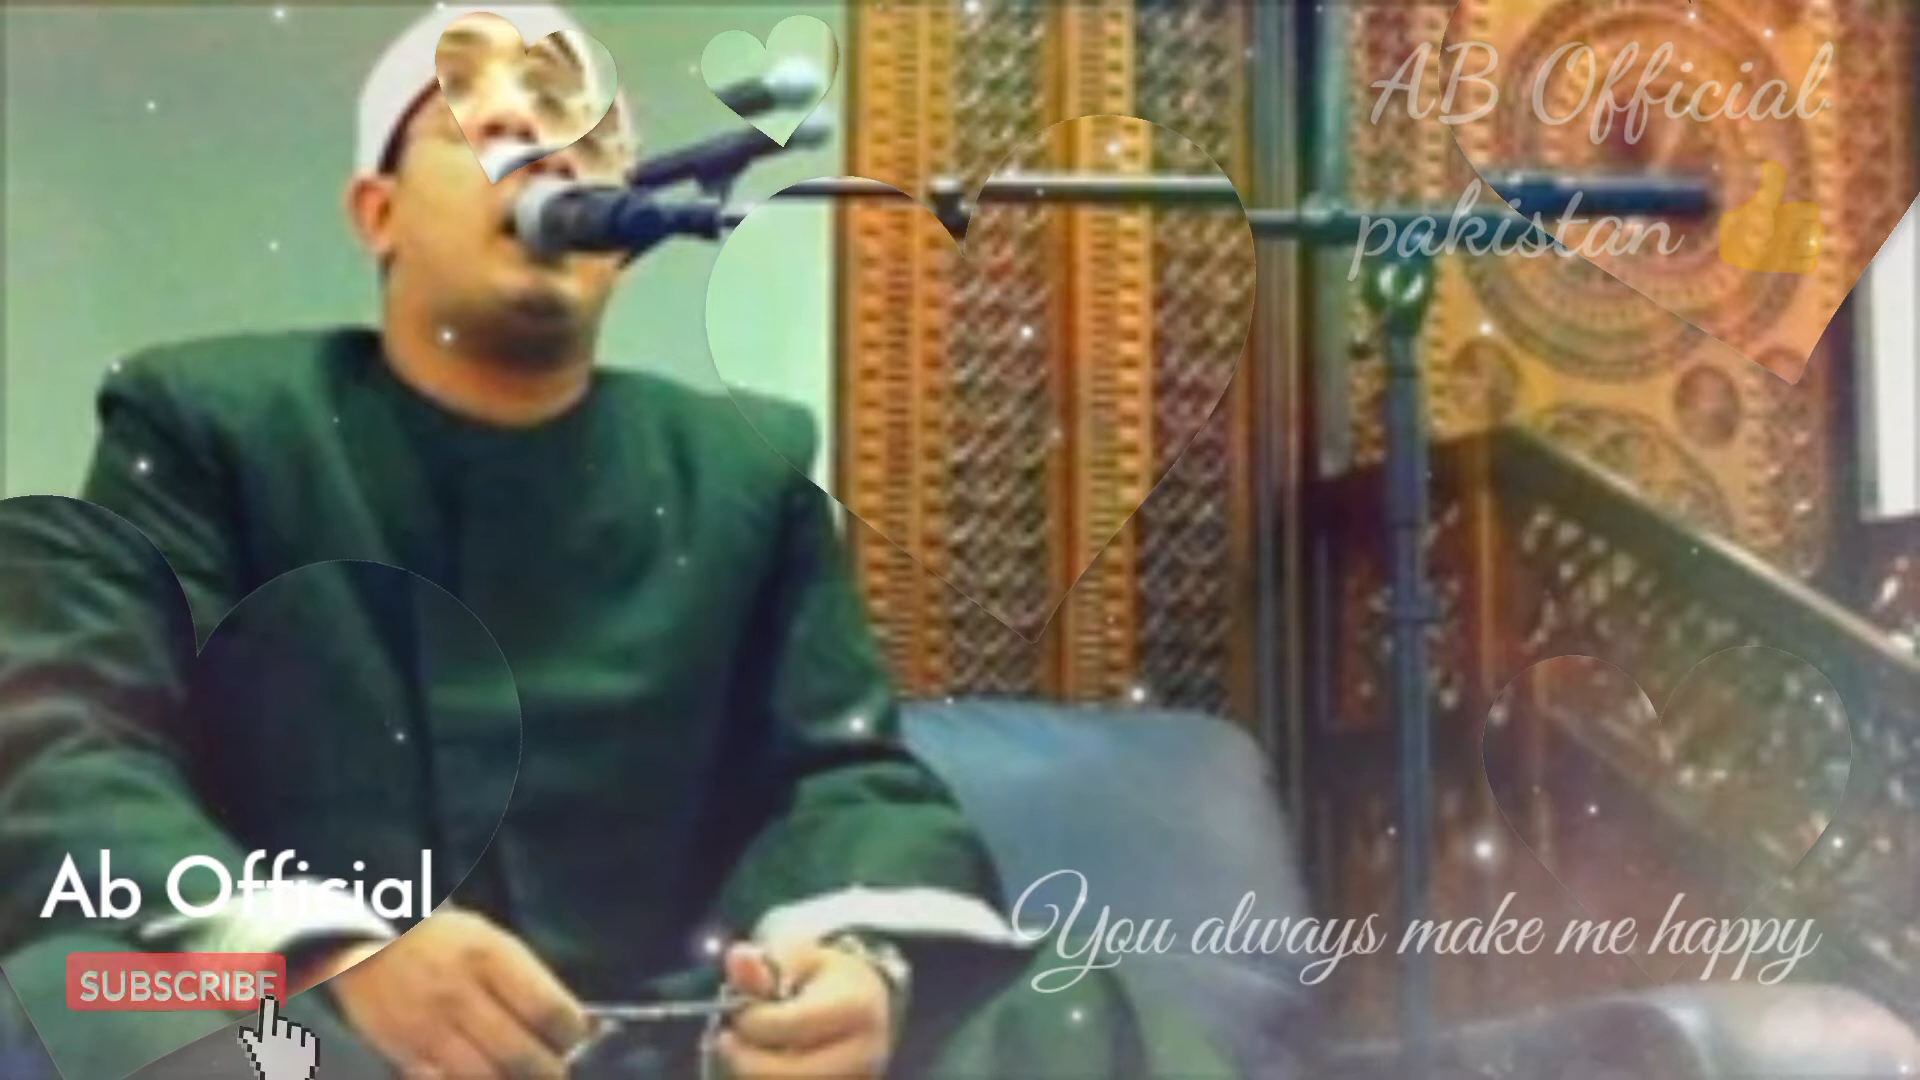 AB Official
pakistan 👍
Ab Official
SUBSCRIBE
You always make me happy